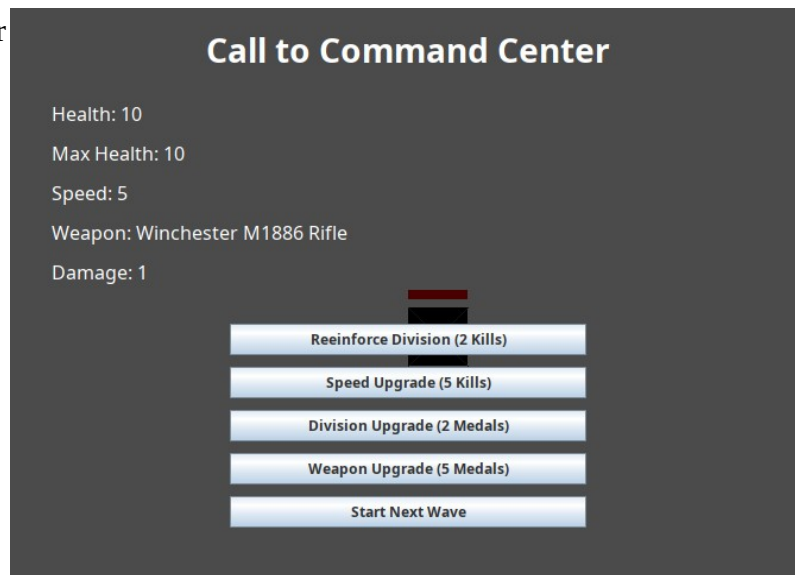 r
Call to Command Center
Health: 10
Max Health: 10
Speed: 5
Weapon: Winchester M1886 Rifle
Damage: 1
Reeinforce Division (2 Kills)
Speed Upgrade (5 Kills)
Division Upgrade (2 Medals)
Weapon Upgrade (5 Medals)
Start Next Wave